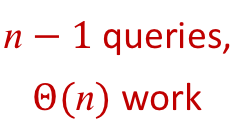 n − 1 queries,
Θ(n) work